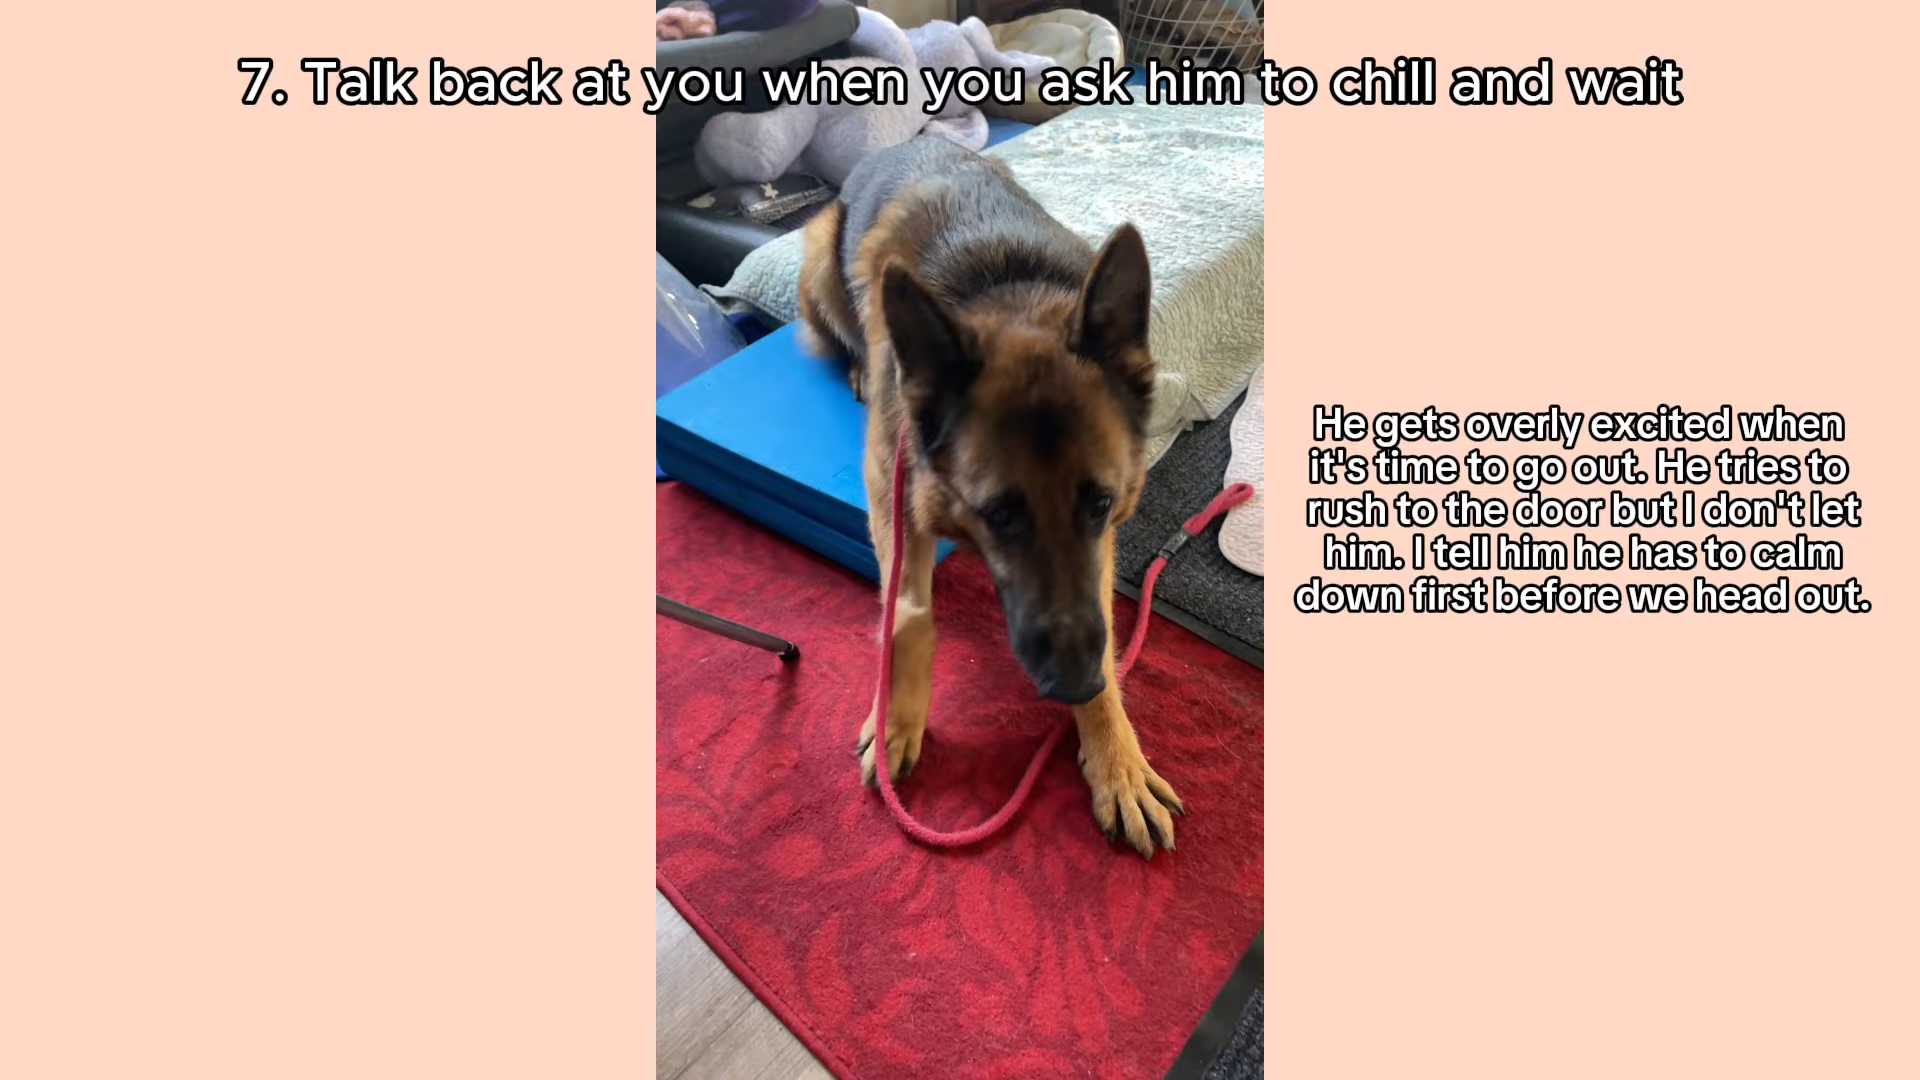 7. Talk back at you when you ask him to chill and wait
He gets overly excited when
it's time to go out. He tries to
rush to the door but I don't let
him. I tell him he has to calm
down first before we head out.